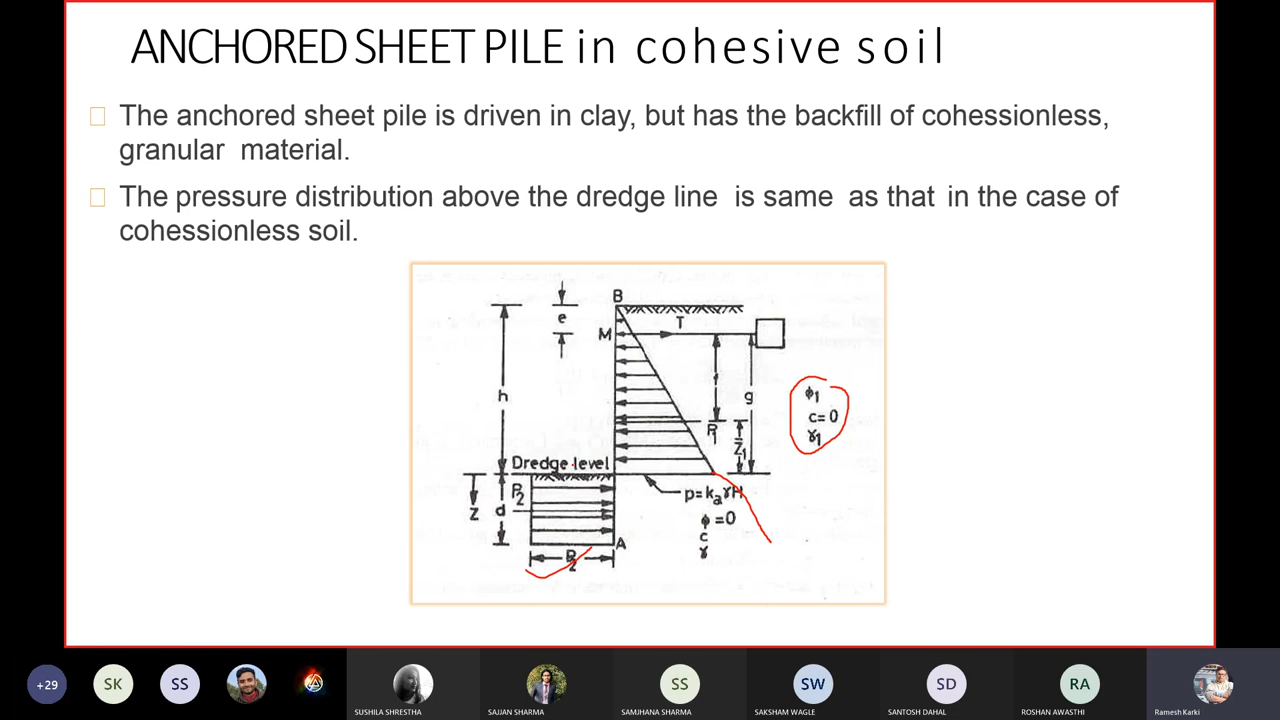 ANCHORED SHEET PILE in cohesive soil
The anchored sheet pile is driven in clay, but has the backfill of cohessionless,
granular material.
The pressure distribution above the dredge line is same as that in the case of
cohessionless soil.
B
e
T
M
h
f
g
ϕ1
c=0
γ1
P1
Z̄1
Dredge level
P2
Z
d
p=kaγH
ϕ=0
c
γ
A
P2
+29
SK
SS
SS
SW
SD
RA
SUSHILA SHRESTHA
SAJJAN SHARMA
SAMJHANA SHARMA
SAKSHAM WAGLE
SANTOSH DAHAL
ROSHAN AWASTHI
Ramesh Karki